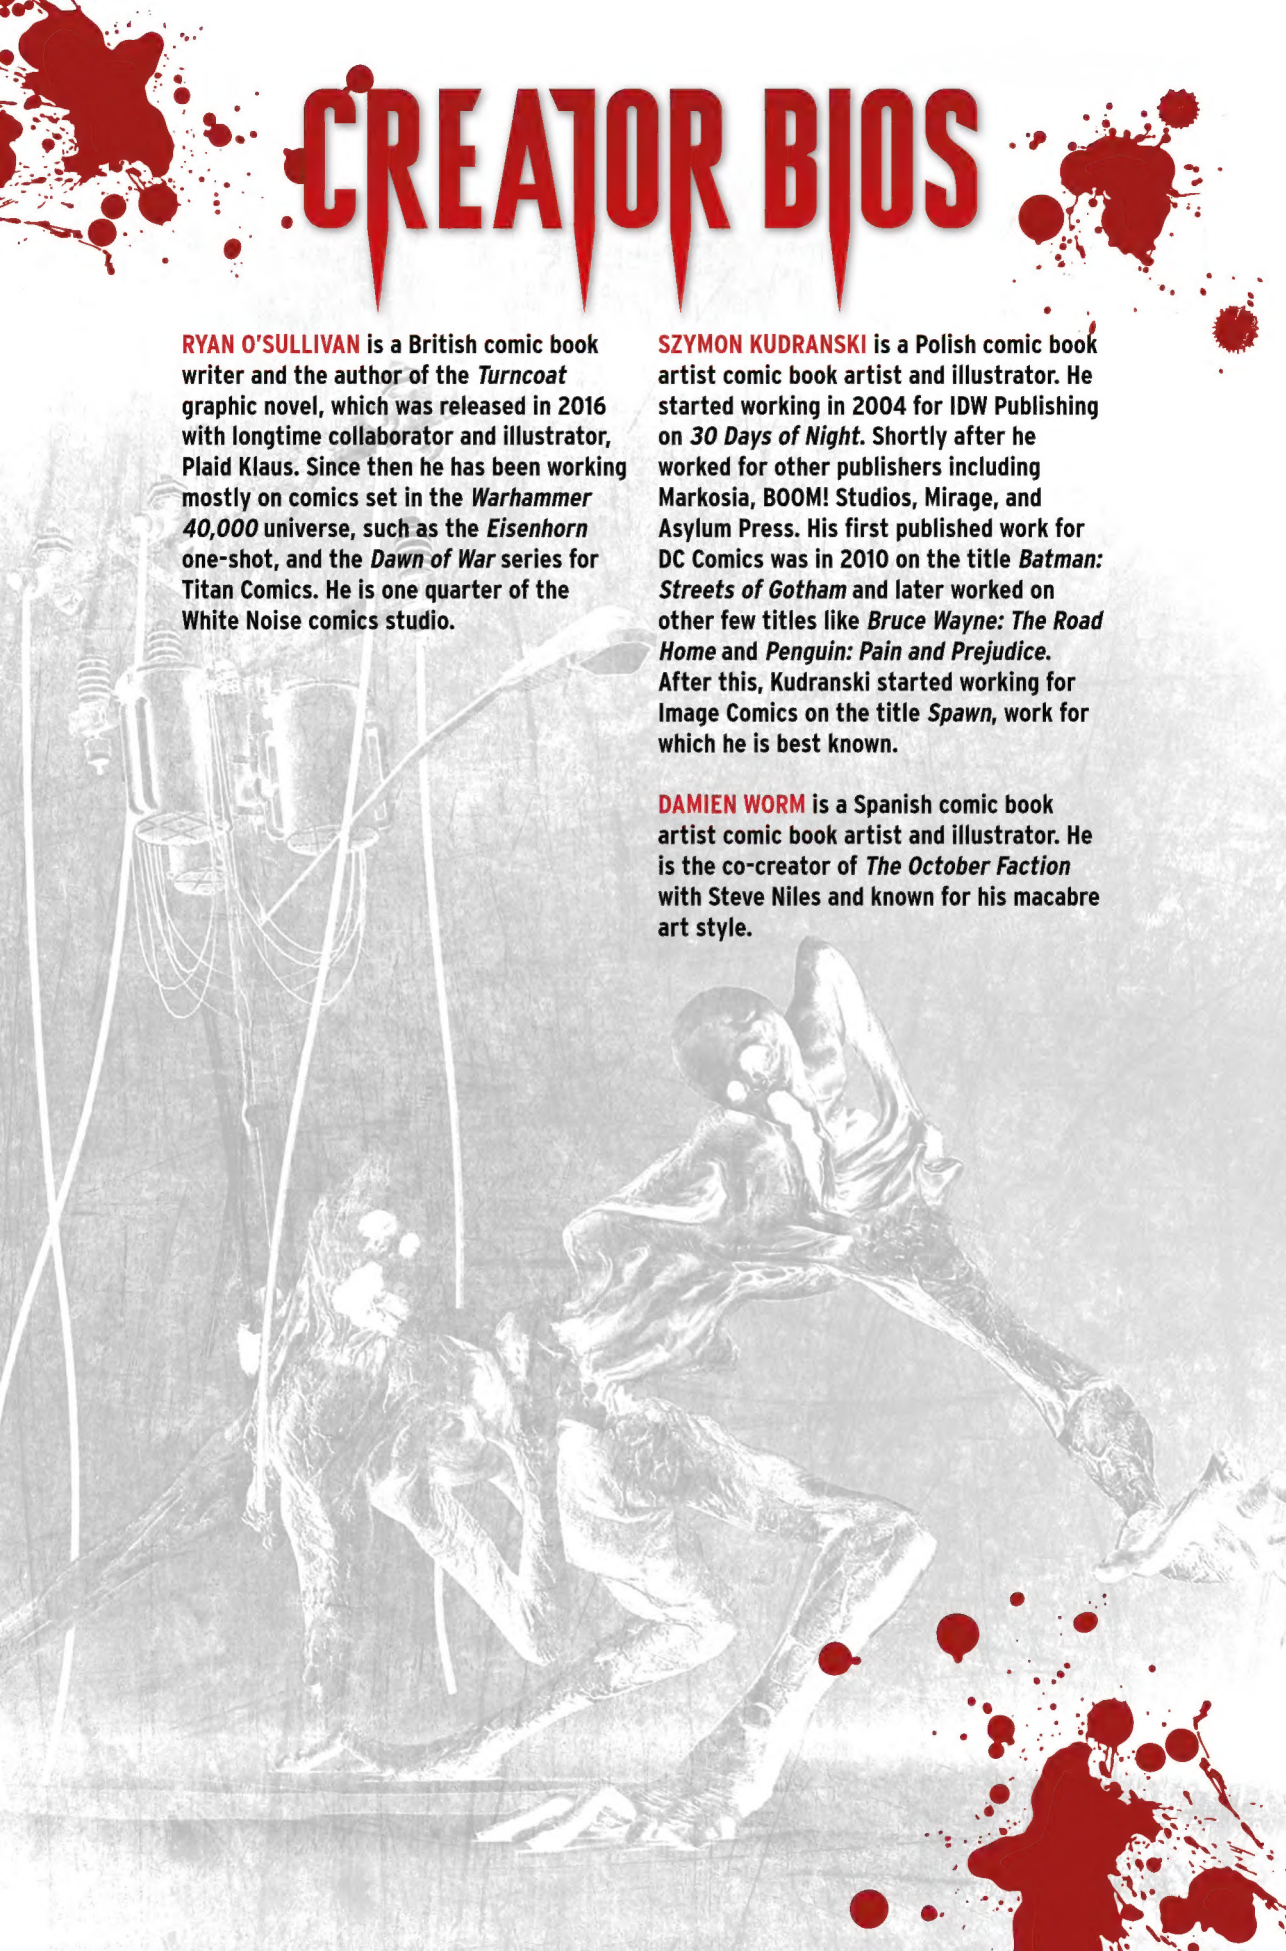 CREATOR BIOS
RYAN O'SULLIVAN is a British comic book
writer and the author of the Turncoat
graphic novel, which was released in 2016
with longtime collaborator and illustrator,
Plaid Klaus. Since then he has been working
mostly on comics set in the Warhammer
40,000 universe, such as the Eisenhorn
one-shot, and the Dawn of War series for
Titan Comics. He is one quarter of the
White Noise comics studio.
SZYMON KUDRANSKI is a Polish comic book
artist comic book artist and illustrator. He
started working in 2004 for IDW Publishing
on 30 Days of Night. Shortly after he
worked for other publishers including
Markosia, BOOM! Studios, Mirage, and
Asylum Press. His first published work for
DC Comics was in 2010 on the title Batman:
Streets of Gotham and later worked on
other few titles like Bruce Wayne: The Road
Home and Penguin: Pain and Prejudice.
After this, Kudranski started working for
Image Comics on the title Spawn, work for
which he is best known.
DAMIEN WORM is a Spanish comic book
artist comic book artist and illustrator. He
is the co-creator of The October Faction
with Steve Niles and known for his macabre
art style.